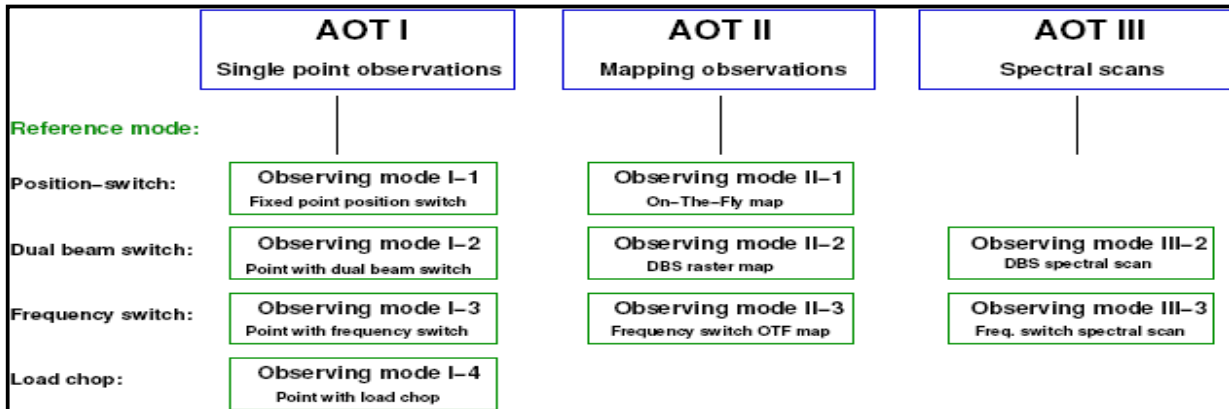 AOT I
Single point observations
AOT II
Mapping observations
AOT III
Spectral scans
Reference mode:
Position-switch:
Observing mode I-1
Fixed point position switch
Observing mode II-1
On-The-Fly map
Dual beam switch:
Observing mode I-2
Point with dual beam switch
Observing mode II-2
DBS raster map
Observing mode III-2
DBS spectral scan
Frequency switch:
Observing mode I-3
Point with frequency switch
Observing mode II-3
Frequency switch OTF map
Observing mode III-3
Freq. switch spectral scan
Load chop:
Observing mode I-4
Point with load chop